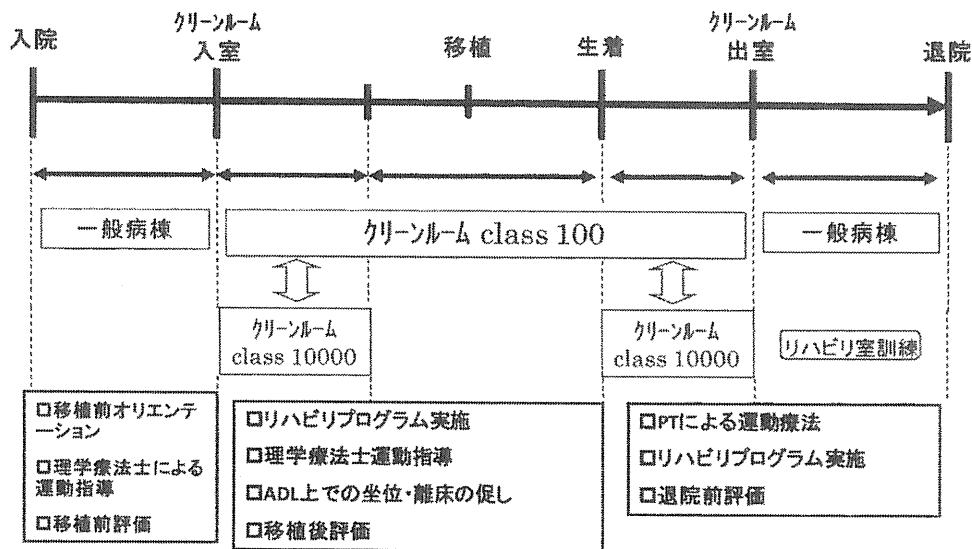 入院
クリーンルーム
入室
移植
生着
クリーンルーム
出室
退院
一般病棟
クリーンルーム class 100
一般病棟
クリーンルーム
class 10000
クリーンルーム
class 10000
リハビリ室訓練
□移植前オリエンテ
ーション
□理学療法士による
運動指導
□移植前評価
□リハビリプログラム実施
□理学療法士運動指導
□ADL上での坐位・離床の促し
□移植後評価
□PTによる運動療法
□リハビリプログラム実施
□退院前評価